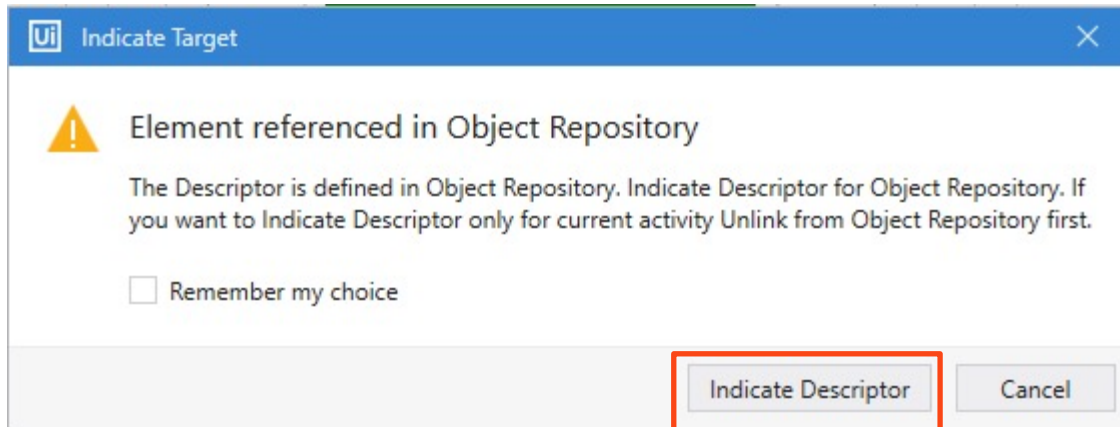 Ui Indicate Target
Element referenced in Object Repository
The Descriptor is defined in Object Repository. Indicate Descriptor for Object Repository. If
you want to Indicate Descriptor only for current activity Unlink from Object Repository first.
Remember my choice
Indicate Descriptor Cancel